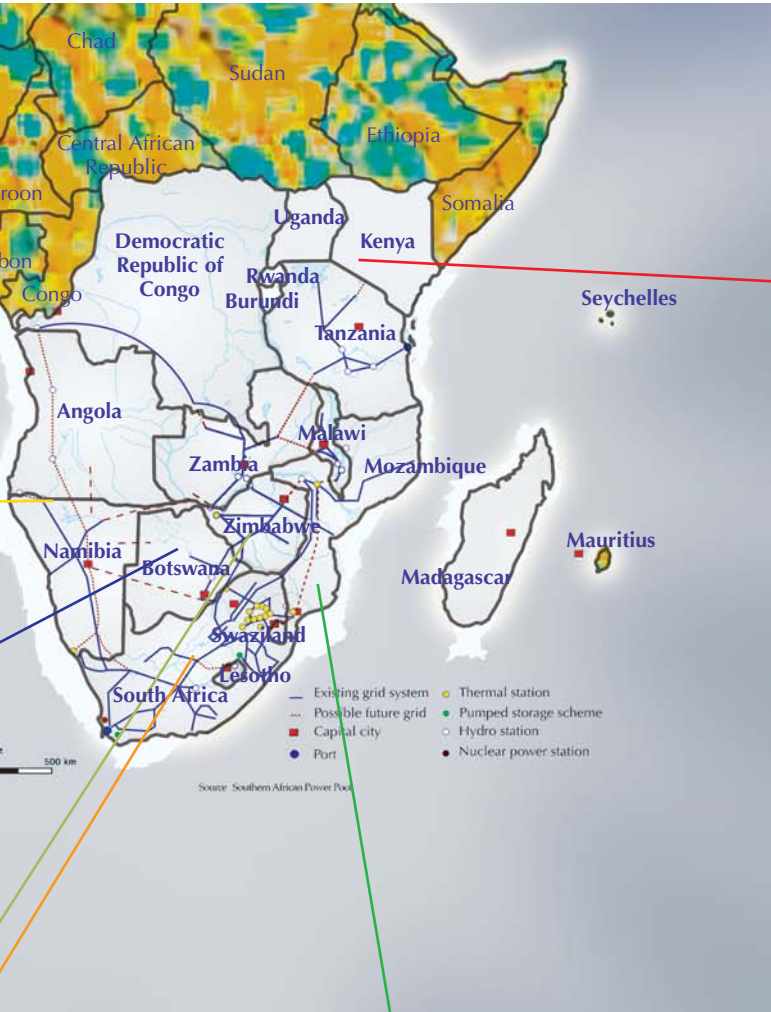 Chad
Sudan
Central African
Republic
Ethiopia
roon
Somalia
Uganda
Kenya
Democratic
Republic of
Congo
bon
Congo
Rwanda
Burundi
Seychelles
Tanzania
Angola
Malawi
Zambia
Mozambique
Zimbabwe
Namibia
Botswana
Mauritius
Madagascar
Swaziland
Lesotho
South Africa
Existing grid system
Possible future grid
Capital city
Port
Thermal station
Pumped storage scheme
Hydro station
Nuclear power station
500 km
Source Southern African Power Pool